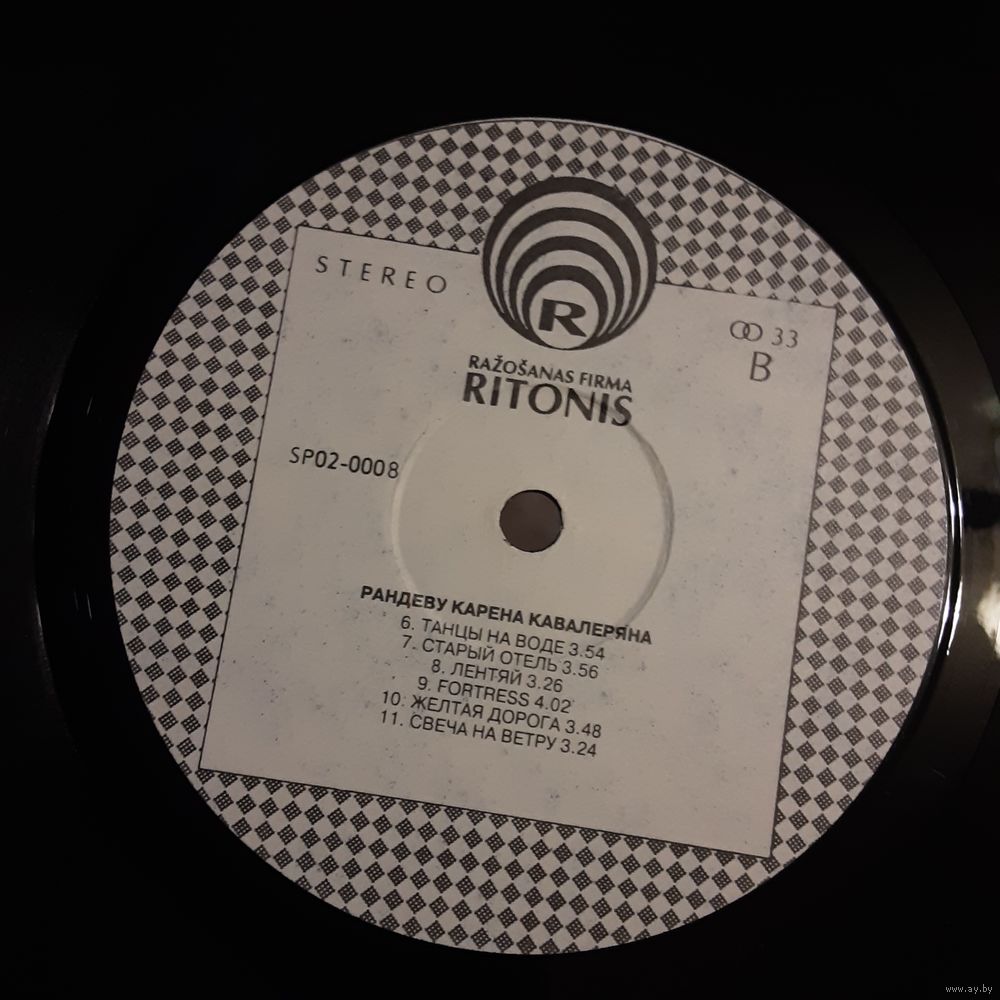 STEREO
R
33
B
RAŽOŠANAS FIRMA
RITONIS
SP02-0008
РАНДЕВУ КАРЕНА КАВАЛЕРЯНА
6. ТАНЦЫ НА ВОДЕ 3.54
7. СТАРЫЙ ОТЕЛЬ 3.56
8. ЛЕНТЯЙ 3.26
9. FORTRESS 4.02
10. ЖЕЛТАЯ ДОРОГА 3.48
11. СВЕЧА НА ВЕТРУ 3.24
www.ay.by